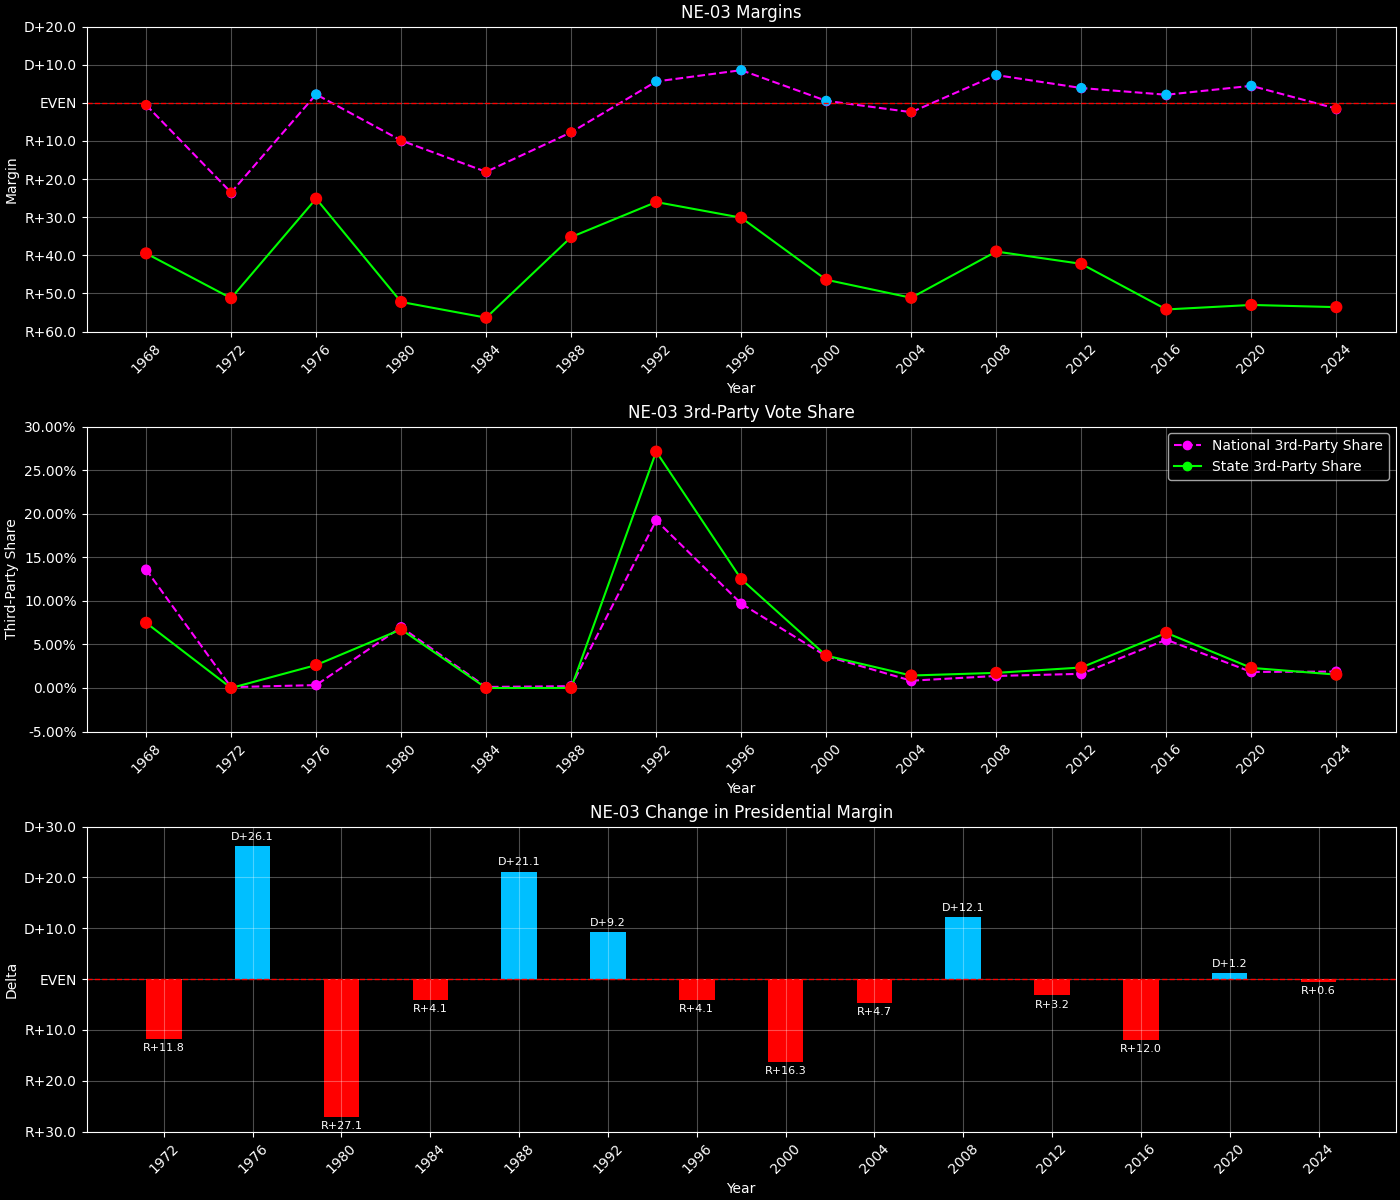 NE-03 Margins
D+20.0
D+10.0
EVEN
R+10.0
R+20.0
R+30.0
R+40.0
R+50.0
R+60.0
Margin
1968 1972 1976 1980 1984 1988 1992 1996 2000 2004 2008 2012 2016 2020 2024
Year
NE-03 3rd-Party Vote Share
30.00%
25.00%
20.00%
15.00%
10.00%
5.00%
0.00%
-5.00%
Third-Party Share
National 3rd-Party Share
State 3rd-Party Share
1968 1972 1976 1980 1984 1988 1992 1996 2000 2004 2008 2012 2016 2020 2024
Year
NE-03 Change in Presidential Margin
D+30.0
D+20.0
D+10.0
EVEN
R+10.0
R+20.0
R+30.0
Delta
R+11.8
D+26.1
R+27.1
R+4.1
D+21.1
D+9.2
R+4.1
R+16.3
R+4.7
D+12.1
R+3.2
R+12.0
D+1.2
R+0.6
1972 1976 1980 1984 1988 1992 1996 2000 2004 2008 2012 2016 2020 2024
Year